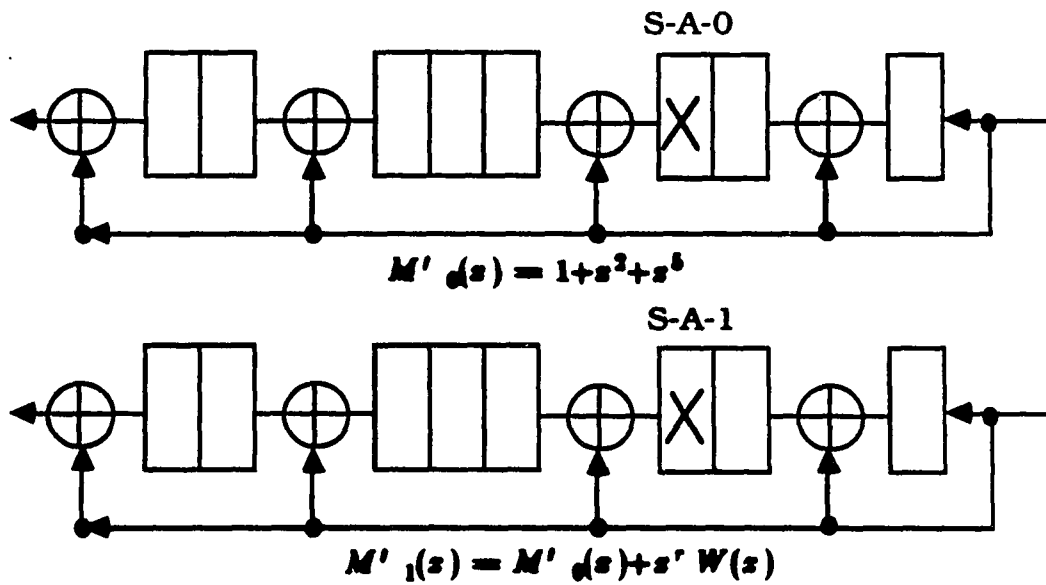 S-A-0
M' 0(x) = 1+x² +x⁵
S-A-1
M' 1(x) = M' 0(x)+xʳ W(x)